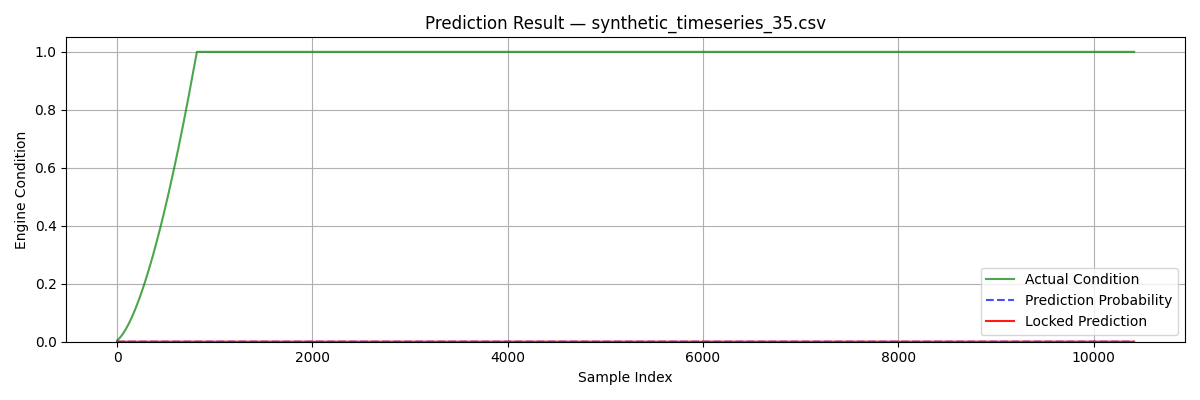 Prediction Result — synthetic_timeseries_35.csv
1.0
0.8
0.6
0.4
0.2
0.0
Engine Condition
Actual Condition
Prediction Probability
Locked Prediction
0 2000 4000 6000 8000 10000
Sample Index